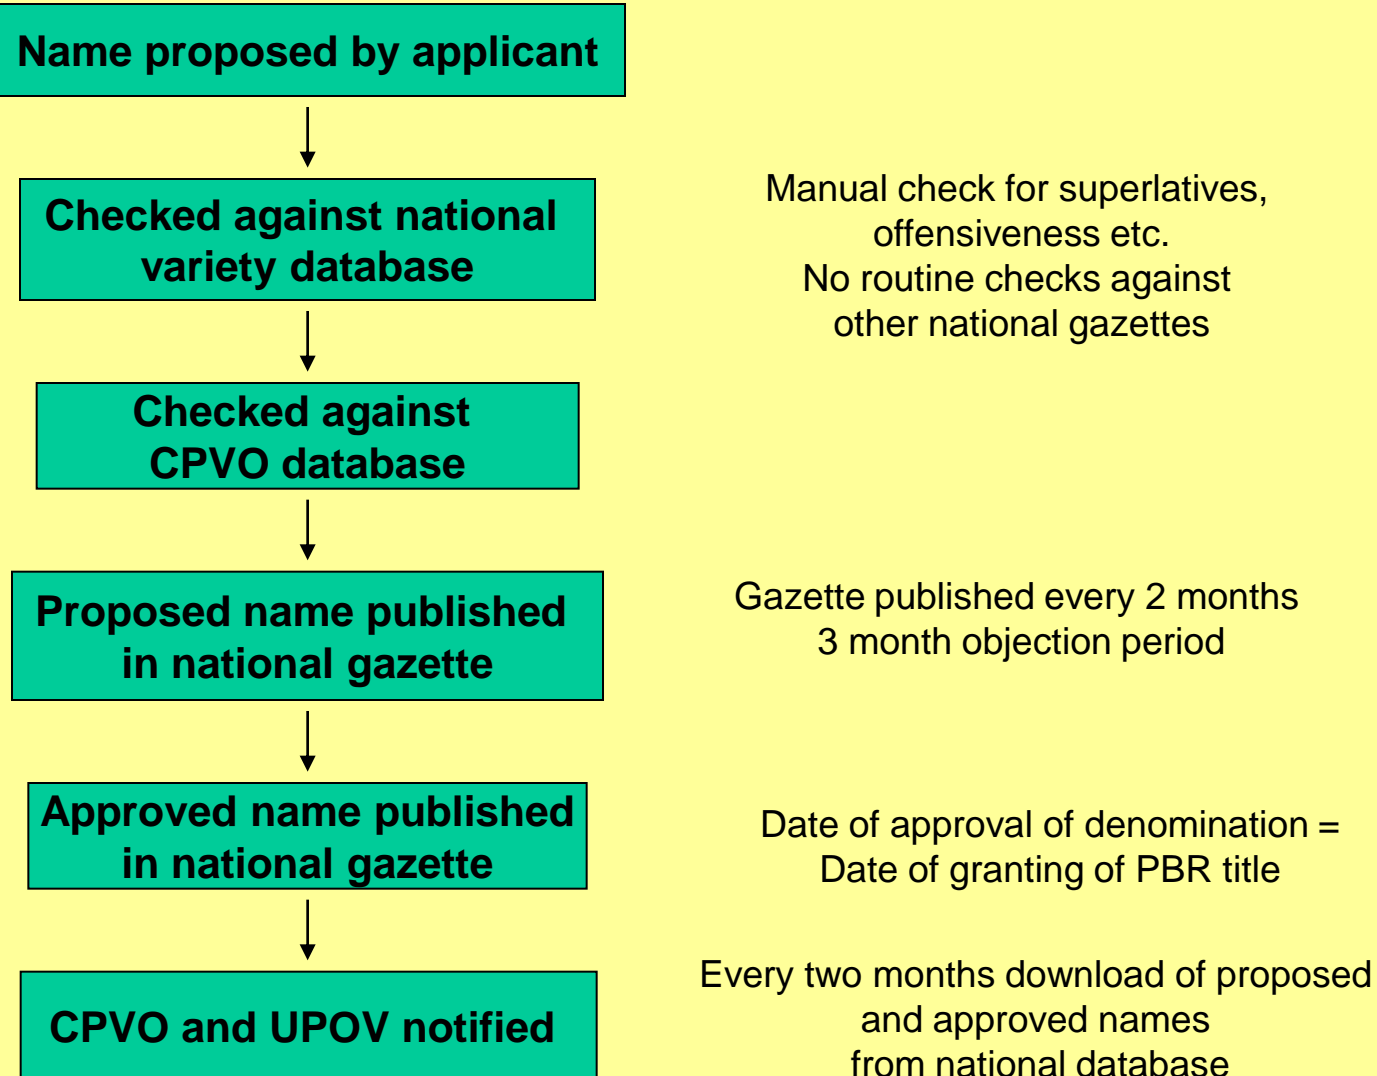 Name proposed by applicant
Checked against national
variety database
Manual check for superlatives,
offensiveness etc.
No routine checks against
other national gazettes
Checked against
CPVO database
Proposed name published
in national gazette
Gazette published every 2 months
3 month objection period
Approved name published
in national gazette
Date of approval of denomination =
Date of granting of PBR title
CPVO and UPOV notified
Every two months download of proposed
and approved names
from national database